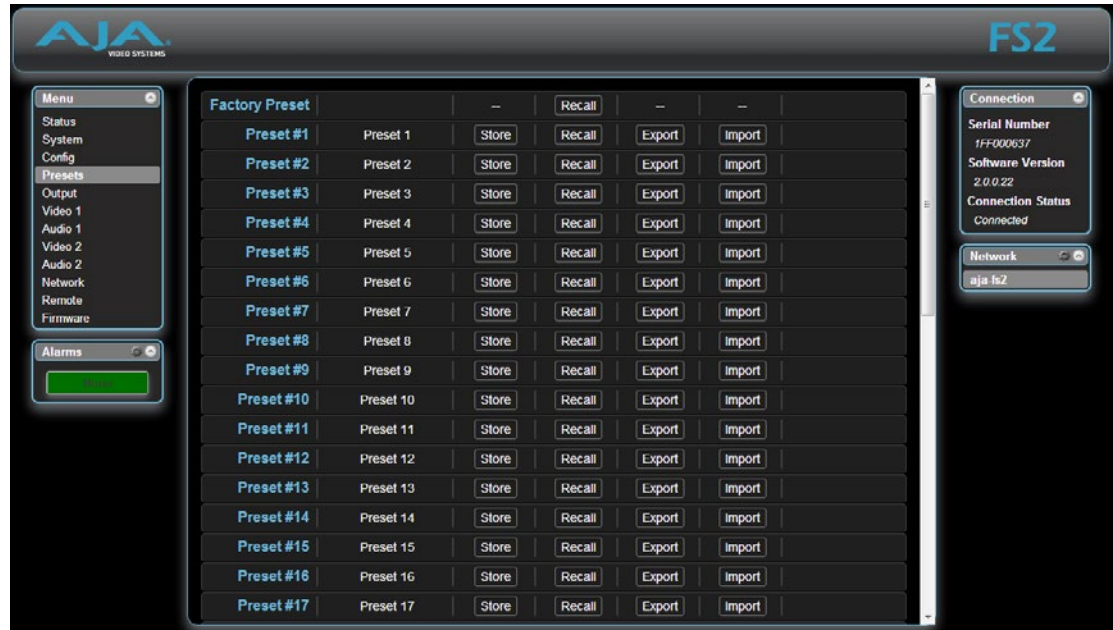 AJA
VIDEO SYSTEMS
FS2
Menu
Status
System
Config
Presets
Output
Video 1
Audio 1
Video 2
Audio 2
Network
Remote
Firmware
Alarms
Factory Preset -- Recall -- --
Preset #1 Preset 1 Store Recall Export Import
Preset #2 Preset 2 Store Recall Export Import
Preset #3 Preset 3 Store Recall Export Import
Preset #4 Preset 4 Store Recall Export Import
Preset #5 Preset 5 Store Recall Export Import
Preset #6 Preset 6 Store Recall Export Import
Preset #7 Preset 7 Store Recall Export Import
Preset #8 Preset 8 Store Recall Export Import
Preset #9 Preset 9 Store Recall Export Import
Preset #10 Preset 10 Store Recall Export Import
Preset #11 Preset 11 Store Recall Export Import
Preset #12 Preset 12 Store Recall Export Import
Preset #13 Preset 13 Store Recall Export Import
Preset #14 Preset 14 Store Recall Export Import
Preset #15 Preset 15 Store Recall Export Import
Preset #16 Preset 16 Store Recall Export Import
Preset #17 Preset 17 Store Recall Export Import
Connection
Serial Number
1FF000637
Software Version
2.0.0.22
Connection Status
Connected
Network
aja-fs2